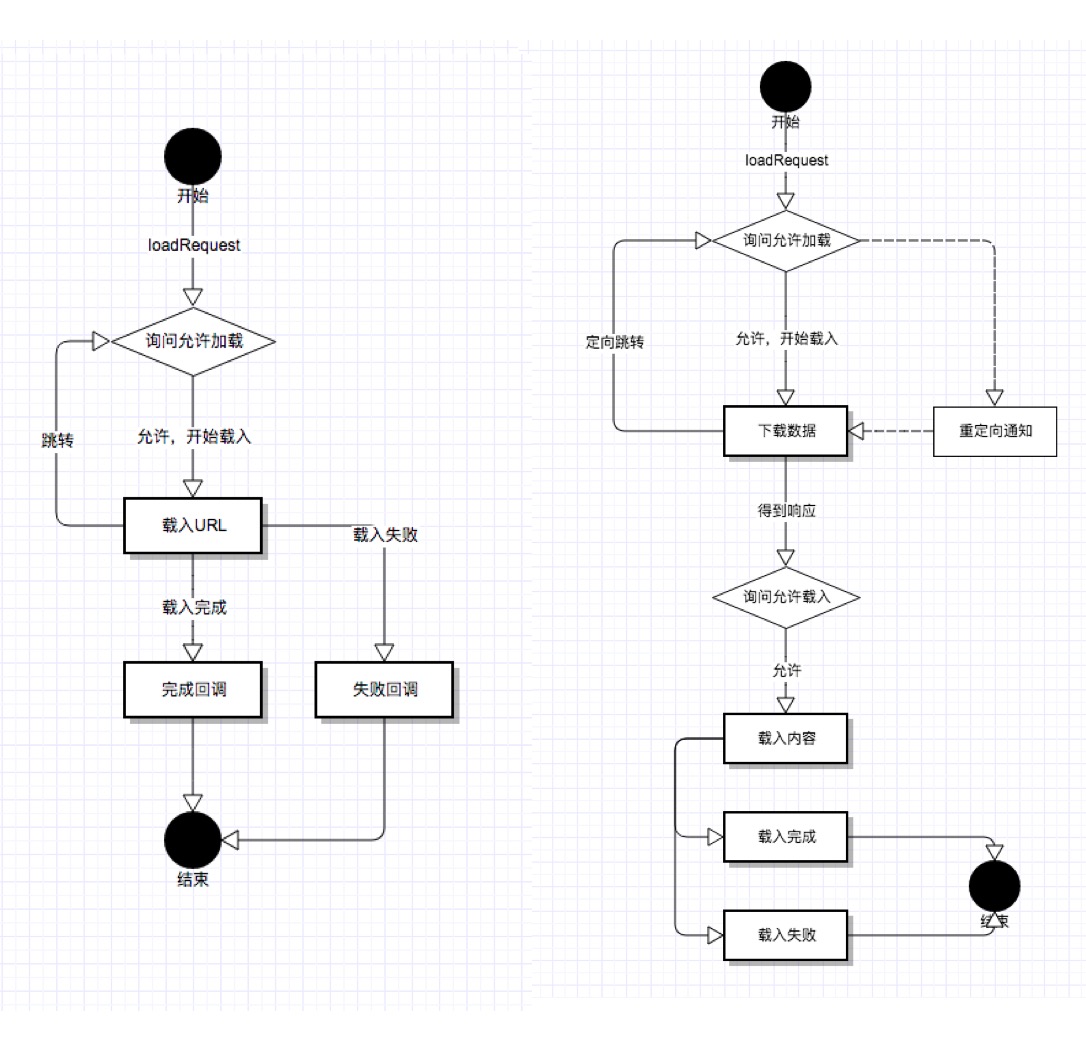 开始
loadRequest
询问允许加载
跳转
允许，开始载入
载入URL
载入失败
载入完成
完成回调
失败回调
结束
开始
loadRequest
询问允许加载
定向跳转
允许，开始载入
下载数据
重定向通知
得到响应
询问允许载入
允许
载入内容
载入完成
结束
载入失败